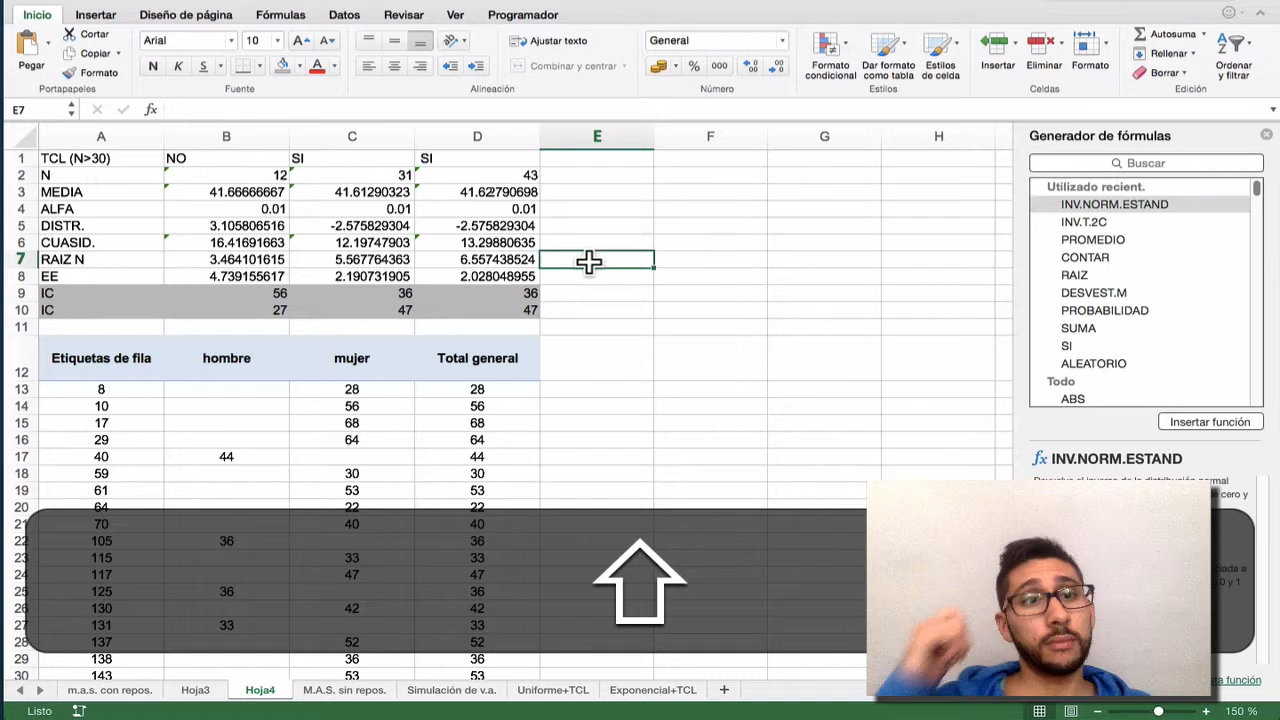 Inicio Insertar Diseño de página Fórmulas Datos Revisar Ver Programador
Pegar Cortar Copiar Formato
Portapapeles
Arial 10 A A
N K S A
Fuente
Ajustar texto
Combinar y centrar
Alineación
General
% 000
Número
Formato condicional Dar formato como tabla Estilos de celda
Estilos
Insertar Eliminar Formato
Celdas
Autosuma Rellenar Borrar Ordenar y filtrar
Edición
E7 fx
A B C D E F G H
1 TCL (N>30) NO SI SI
2 N 12 31 43
3 MEDIA 41.66666667 41.61290323 41.62790698
4 ALFA 0.01 0.01 0.01
5 DISTR. 3.105806516 -2.575829304 -2.575829304
6 CUASID. 16.41691663 12.19747903 13.29880635
7 RAIZ N 3.464101615 5.567764363 6.557438524
8 EE 4.739155617 2.190731905 2.028048955
9 IC 56 36 36
10 IC 27 47 47
11
12 Etiquetas de fila hombre mujer Total general
13 8 28 28
14 10 56 56
15 17 68 68
16 29 64 64
17 40 44 44
18 59 30 30
19 61 53 53
20 64 22 22
21 70 40 40
22 105 36 36
23 115 33 33
24 117 47 47
25 125 36 36
26 130 42 42
27 131 33 33
28 137 52 52
29 138 36 36
30 143 53 53
Generador de fórmulas
Buscar
Utilizado recient.
INV.NORM.ESTAND
INV.T.2C
PROMEDIO
CONTAR
RAIZ
DESVEST.M
PROBABILIDAD
SUMA
SI
ALEATORIO
Todo
ABS
Insertar función
fx INV.NORM.ESTAND
m.a.s. con repos. Hoja3 Hoja4 M.A.S. sin repos. Simulación de v.a. Uniforme+TCL Exponencial+TCL +
Listo 150 %